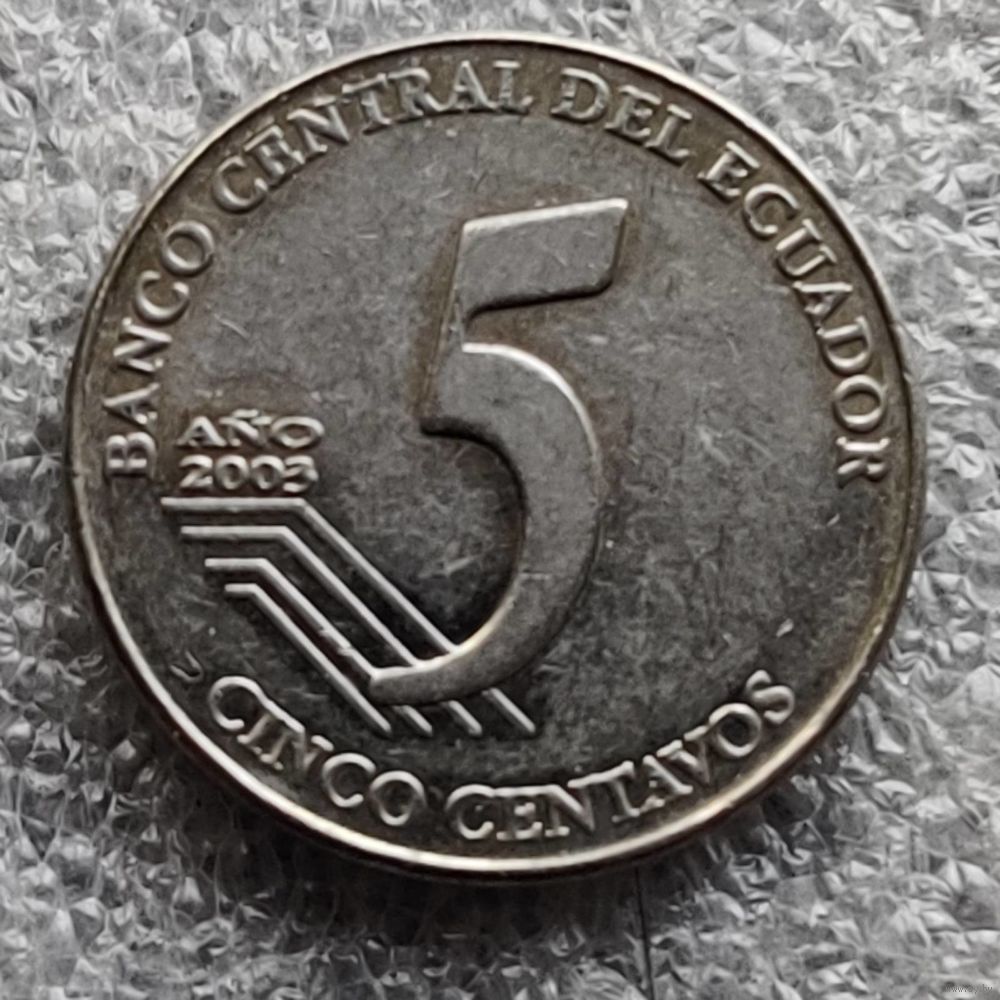 BANCO CENTRAL DEL ECUADOR
5
AÑO
2003
CINCO CENTAVOS